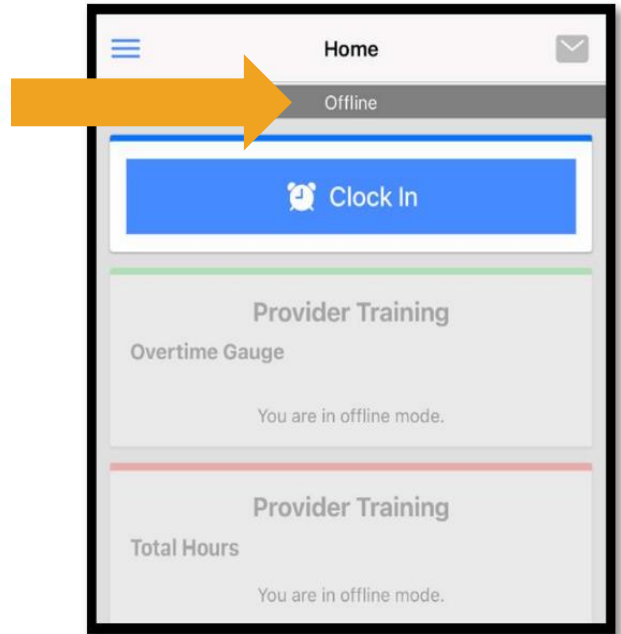 Home
Offline
Clock In
Provider Training
Overtime Gauge
You are in offline mode.
Provider Training
Total Hours
You are in offline mode.